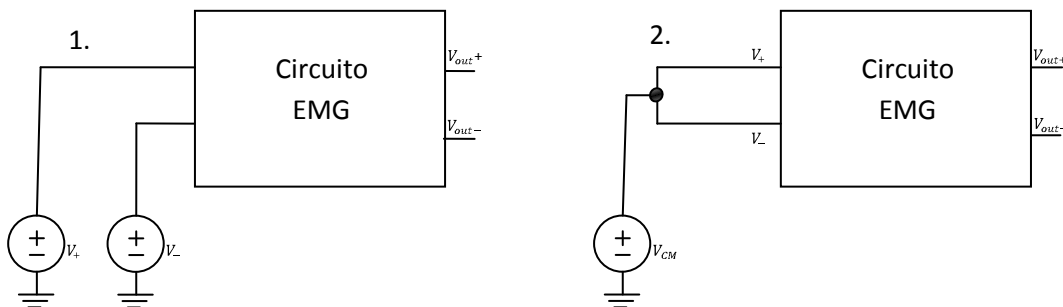 1.
Circuito
EMG
V_out+
V_out−
+
−
V_+
+
−
V_−
2.
V_+
V_−
Circuito
EMG
V_out+
V_out−
+
−
V_CM